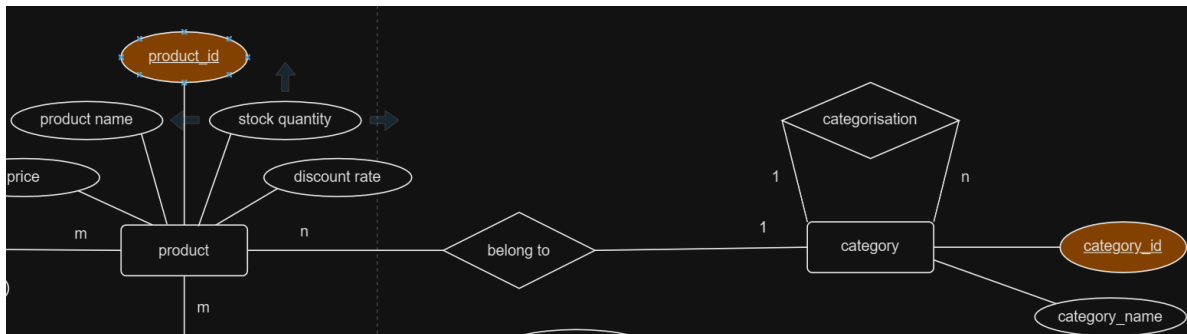 product_id
product name
stock quantity
categorisation
price
discount rate
1
n
m
product
n
belong to
1
category
category_id
m
category_name